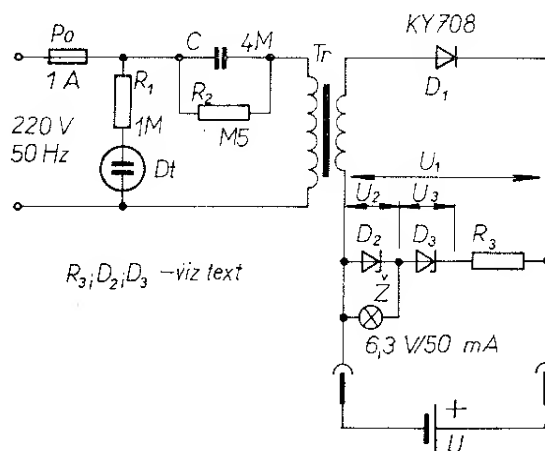 KY708
Po
C
4M
Tr
D1
1 A
R1
R2
1M
M5
220 V
50 Hz
Dt
U1
U2
U3
D2
D3
R3
R3; D2; D3 – viz text
Ž
6,3 V/50 mA
+
U